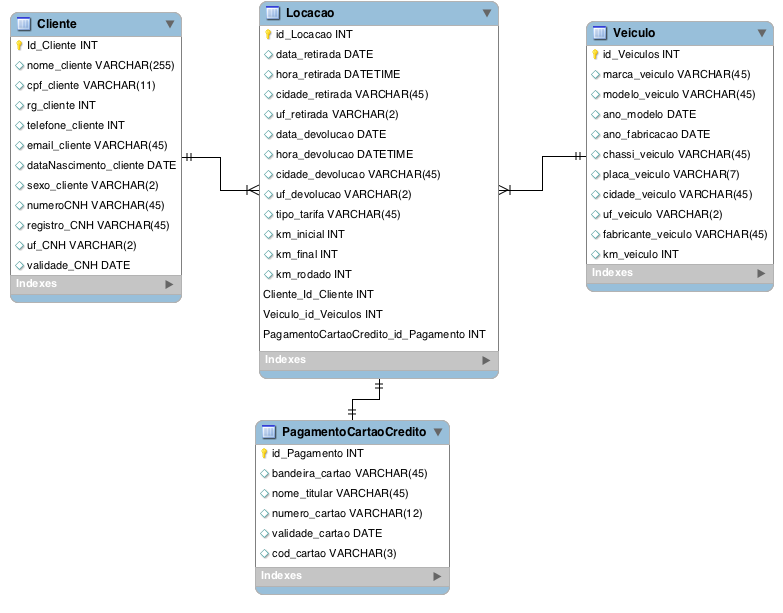 Cliente
Id_Cliente INT
nome_cliente VARCHAR(255)
cpf_cliente VARCHAR(11)
rg_cliente INT
telefone_cliente INT
email_cliente VARCHAR(45)
dataNascimento_cliente DATE
sexo_cliente VARCHAR(2)
numeroCNH VARCHAR(45)
registro_CNH VARCHAR(45)
uf_CNH VARCHAR(2)
validade_CNH DATE
Indexes
Locacao
id_Locacao INT
data_retirada DATE
hora_retirada DATETIME
cidade_retirada VARCHAR(45)
uf_retirada VARCHAR(2)
data_devolucao DATE
hora_devolucao DATETIME
cidade_devolucao VARCHAR(45)
uf_devolucao VARCHAR(2)
tipo_tarifa VARCHAR(45)
km_inicial INT
km_final INT
km_rodado INT
Cliente_Id_Cliente INT
Veiculo_id_Veiculos INT
PagamentoCartaoCredito_id_Pagamento INT
Indexes
Veiculo
id_Veiculos INT
marca_veiculo VARCHAR(45)
modelo_veiculo VARCHAR(45)
ano_modelo DATE
ano_fabricacao DATE
chassi_veiculo VARCHAR(45)
placa_veiculo VARCHAR(7)
cidade_veiculo VARCHAR(45)
uf_veiculo VARCHAR(2)
fabricante_veiculo VARCHAR(45)
km_veiculo INT
Indexes
PagamentoCartaoCredito
id_Pagamento INT
bandeira_cartao VARCHAR(45)
nome_titular VARCHAR(45)
numero_cartao VARCHAR(12)
validade_cartao DATE
cod_cartao VARCHAR(3)
Indexes